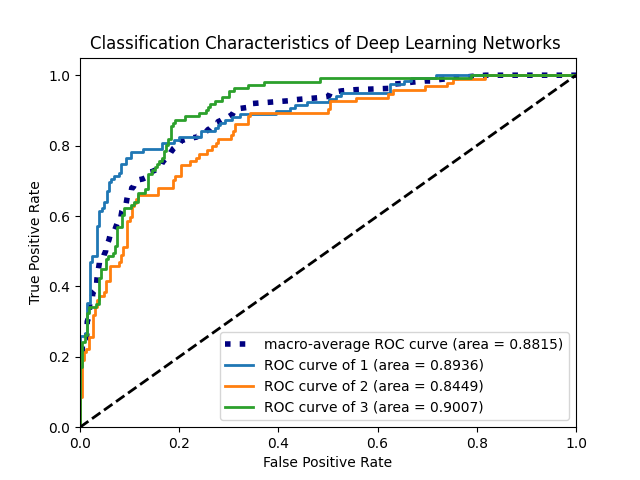 Classification Characteristics of Deep Learning Networks
1.0
0.8
0.6
0.4
0.2
0.0
True Positive Rate
macro-average ROC curve (area = 0.8815)
ROC curve of 1 (area = 0.8936)
ROC curve of 2 (area = 0.8449)
ROC curve of 3 (area = 0.9007)
0.0 0.2 0.4 0.6 0.8 1.0
False Positive Rate